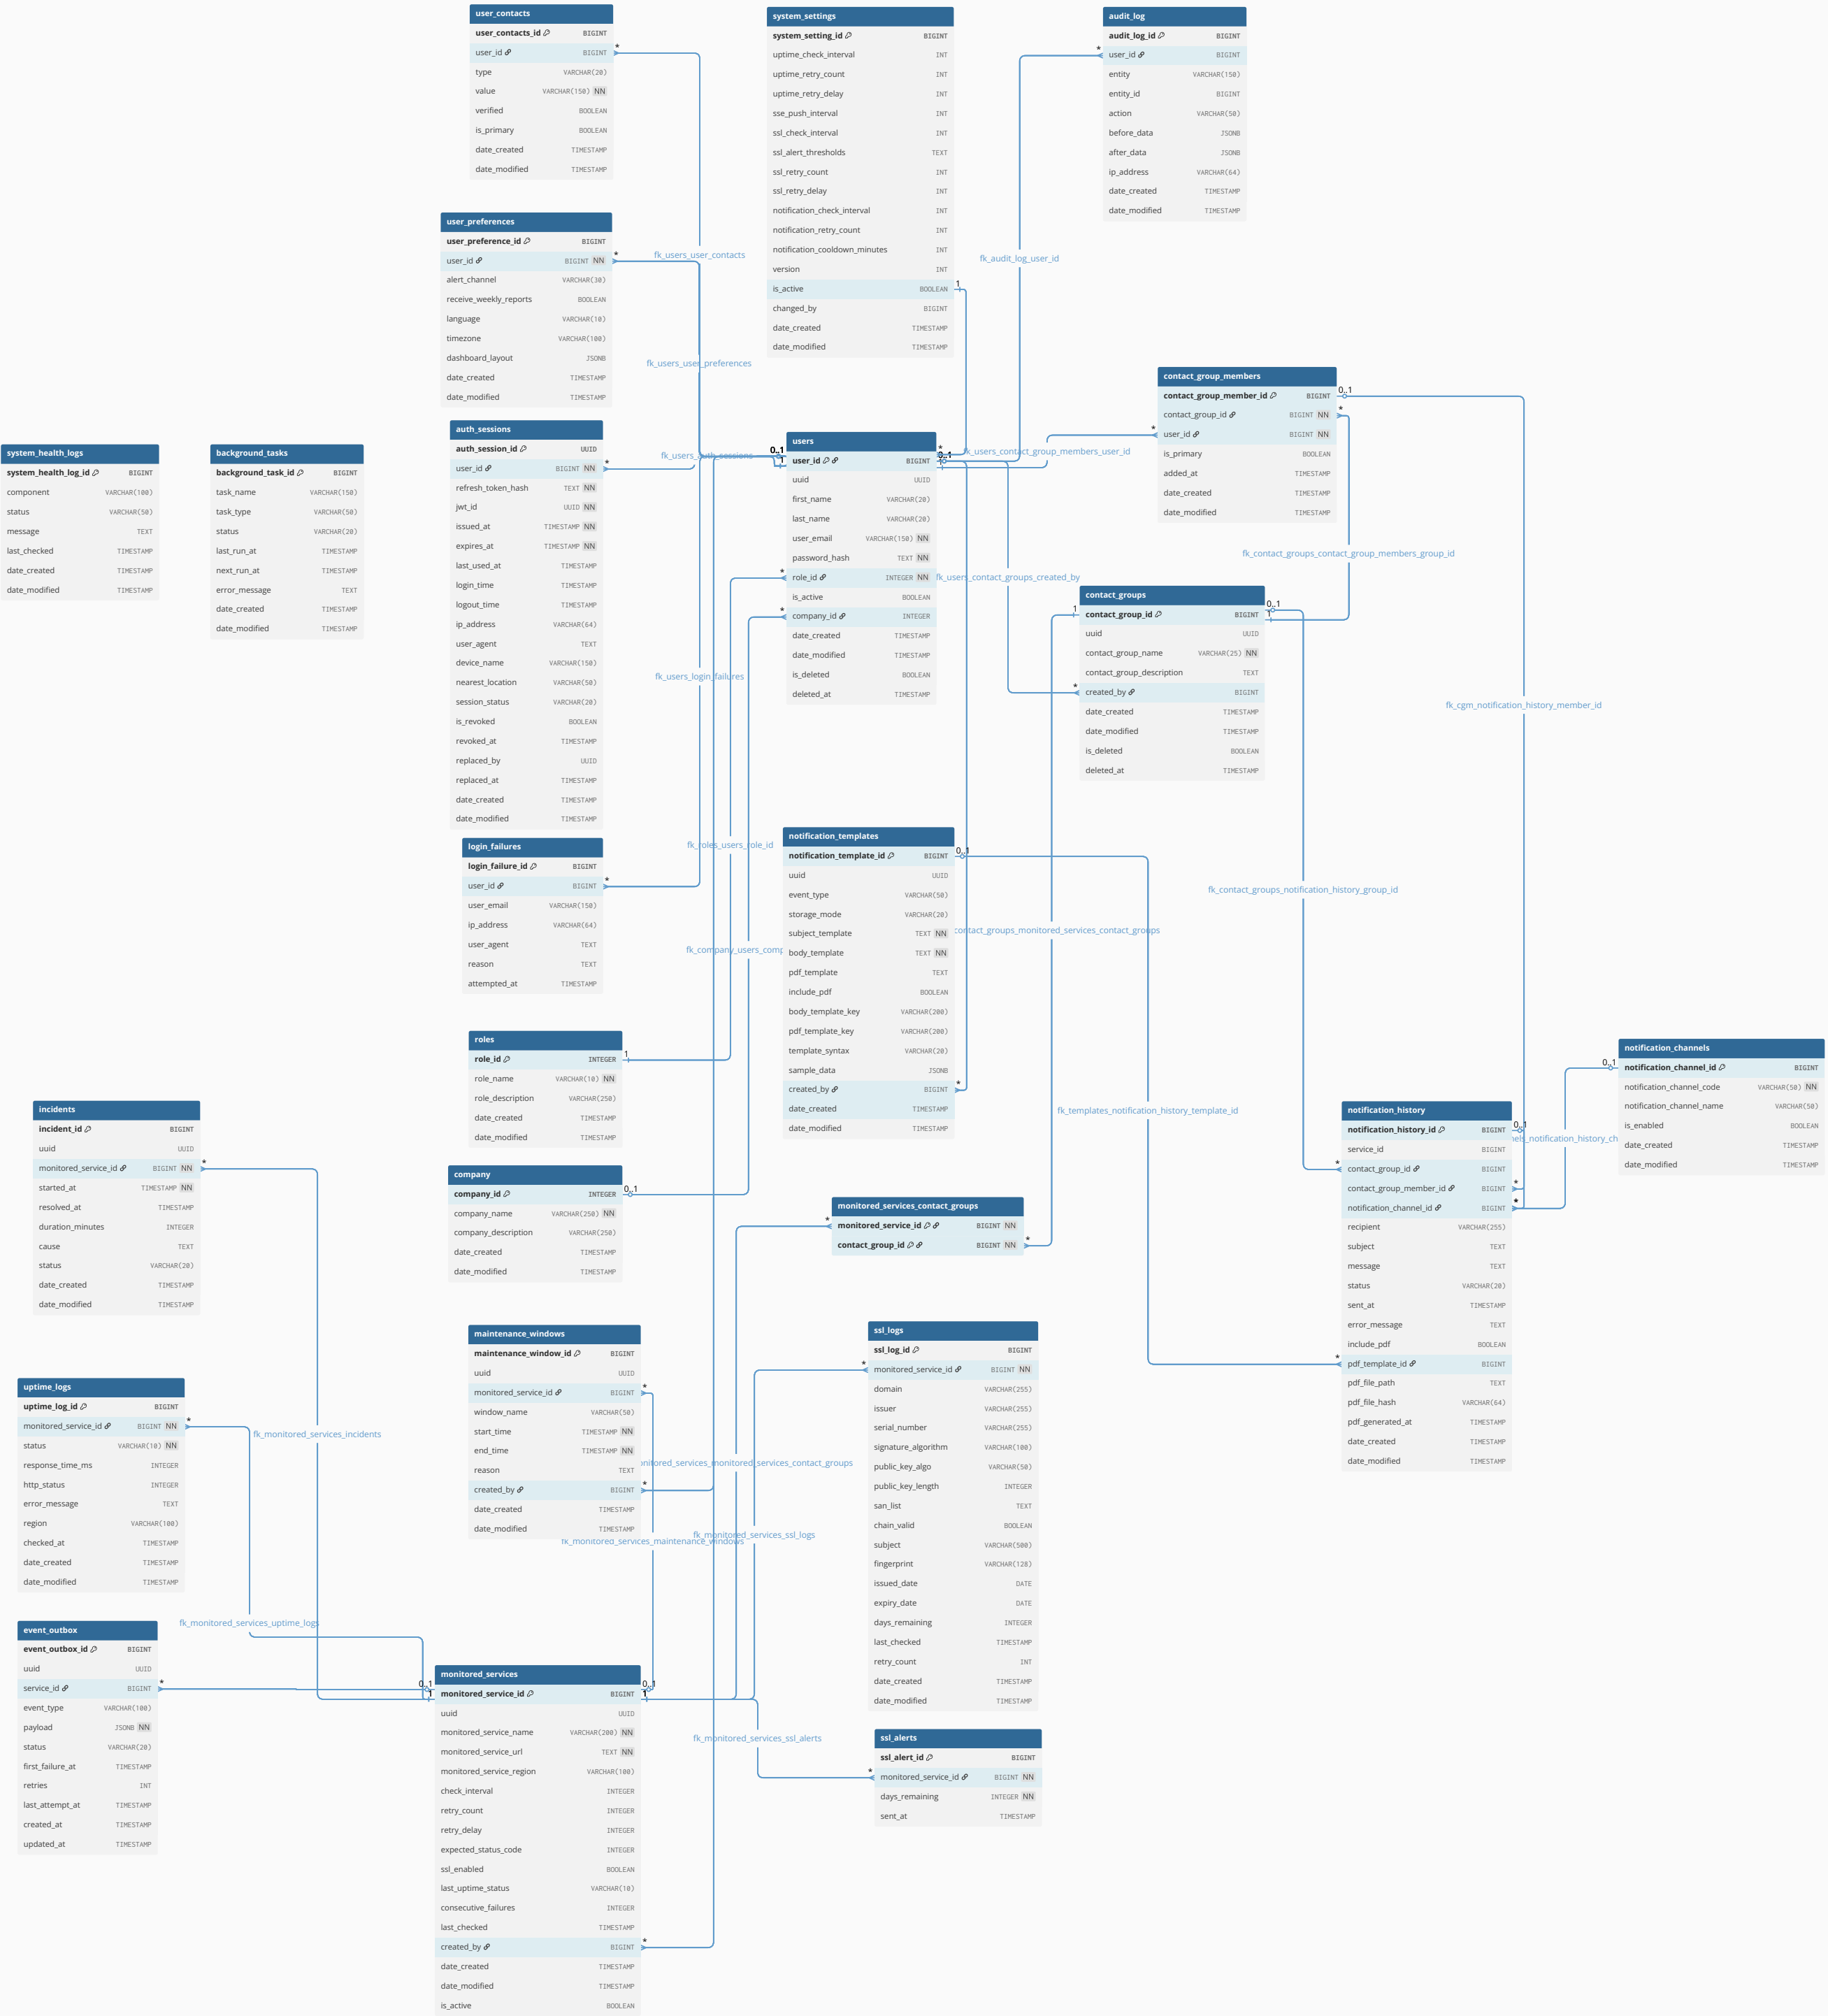 user_contacts
user_contacts_id BIGINT
user_id BIGINT
type VARCHAR(20)
value VARCHAR(150) NN
verified BOOLEAN
is_primary BOOLEAN
date_created TIMESTAMP
date_modified TIMESTAMP
system_settings
system_setting_id BIGINT
uptime_check_interval INT
uptime_retry_count INT
uptime_retry_delay INT
sse_push_interval INT
ssl_check_interval INT
ssl_alert_thresholds TEXT
ssl_retry_count INT
ssl_retry_delay INT
notification_check_interval INT
notification_retry_count INT
notification_cooldown_minutes INT
version INT
is_active BOOLEAN
changed_by BIGINT
date_created TIMESTAMP
date_modified TIMESTAMP
audit_log
audit_log_id BIGINT
user_id BIGINT
entity VARCHAR(150)
entity_id BIGINT
action VARCHAR(50)
before_data JSONB
after_data JSONB
ip_address VARCHAR(64)
date_created TIMESTAMP
date_modified TIMESTAMP
user_preferences
user_preference_id BIGINT
user_id BIGINT NN
alert_channel VARCHAR(30)
receive_weekly_reports BOOLEAN
language VARCHAR(10)
timezone VARCHAR(100)
dashboard_layout JSONB
date_created TIMESTAMP
date_modified TIMESTAMP
fk_users_user_contacts
fk_audit_log_user_id
fk_users_user_preferences
contact_group_members
contact_group_member_id BIGINT
contact_group_id BIGINT NN
user_id BIGINT NN
is_primary BOOLEAN
added_at TIMESTAMP
date_created TIMESTAMP
date_modified TIMESTAMP
system_health_logs
system_health_log_id BIGINT
component VARCHAR(100)
status VARCHAR(50)
message TEXT
last_checked TIMESTAMP
date_created TIMESTAMP
date_modified TIMESTAMP
background_tasks
background_task_id BIGINT
task_name VARCHAR(150)
task_type VARCHAR(50)
status VARCHAR(20)
last_run_at TIMESTAMP
next_run_at TIMESTAMP
error_message TEXT
date_created TIMESTAMP
date_modified TIMESTAMP
auth_sessions
auth_session_id UUID
user_id BIGINT NN
refresh_token_hash TEXT NN
jwt_id UUID NN
issued_at TIMESTAMP NN
expires_at TIMESTAMP NN
last_used_at TIMESTAMP
login_time TIMESTAMP
logout_time TIMESTAMP
ip_address VARCHAR(64)
user_agent TEXT
device_name VARCHAR(150)
nearest_location VARCHAR(50)
session_status VARCHAR(20)
is_revoked BOOLEAN
revoked_at TIMESTAMP
replaced_by UUID
replaced_at TIMESTAMP
date_created TIMESTAMP
date_modified TIMESTAMP
fk_users_auth_sessions
users
user_id BIGINT
uuid UUID
first_name VARCHAR(20)
last_name VARCHAR(20)
user_email VARCHAR(150) NN
password_hash TEXT NN
role_id INTEGER NN
is_active BOOLEAN
company_id INTEGER
date_created TIMESTAMP
date_modified TIMESTAMP
is_deleted BOOLEAN
deleted_at TIMESTAMP
fk_users_contact_group_members_user_id
fk_contact_groups_contact_group_members_group_id
fk_users_contact_groups_created_by
contact_groups
contact_group_id BIGINT
uuid UUID
contact_group_name VARCHAR(25) NN
contact_group_description TEXT
created_by BIGINT
date_created TIMESTAMP
date_modified TIMESTAMP
is_deleted BOOLEAN
deleted_at TIMESTAMP
fk_users_login_failures
fk_cgm_notification_history_member_id
login_failures
login_failure_id BIGINT
user_id BIGINT
user_email VARCHAR(150)
ip_address VARCHAR(64)
user_agent TEXT
reason TEXT
attempted_at TIMESTAMP
fk_roles_users_role_id
fk_company_users_comp
notification_templates
notification_template_id BIGINT
uuid UUID
event_type VARCHAR(50)
storage_mode VARCHAR(20)
subject_template TEXT NN
body_template TEXT NN
pdf_template TEXT
include_pdf BOOLEAN
body_template_key VARCHAR(200)
pdf_template_key VARCHAR(200)
template_syntax VARCHAR(20)
sample_data JSONB
created_by BIGINT
date_created TIMESTAMP
date_modified TIMESTAMP
fk_contact_groups_notification_history_group_id
contact_groups_monitored_services_contact_groups
fk_templates_notification_history_template_id
roles
role_id INTEGER
role_name VARCHAR(10) NN
role_description VARCHAR(250)
date_created TIMESTAMP
date_modified TIMESTAMP
notification_channels
notification_channel_id BIGINT
notification_channel_code VARCHAR(50) NN
notification_channel_name VARCHAR(50)
is_enabled BOOLEAN
date_created TIMESTAMP
date_modified TIMESTAMP
els_notification_history_ch
notification_history
notification_history_id BIGINT
service_id BIGINT
contact_group_id BIGINT
contact_group_member_id BIGINT
notification_channel_id BIGINT
recipient VARCHAR(255)
subject TEXT
message TEXT
status VARCHAR(20)
sent_at TIMESTAMP
error_message TEXT
include_pdf BOOLEAN
pdf_template_id BIGINT
pdf_file_path TEXT
pdf_file_hash VARCHAR(64)
pdf_generated_at TIMESTAMP
date_created TIMESTAMP
date_modified TIMESTAMP
incidents
incident_id BIGINT
uuid UUID
monitored_service_id BIGINT NN
started_at TIMESTAMP NN
resolved_at TIMESTAMP
duration_minutes INTEGER
cause TEXT
status VARCHAR(20)
date_created TIMESTAMP
date_modified TIMESTAMP
company
company_id INTEGER
company_name VARCHAR(250) NN
company_description VARCHAR(250)
date_created TIMESTAMP
date_modified TIMESTAMP
monitored_services_contact_groups
monitored_service_id BIGINT NN
contact_group_id BIGINT NN
maintenance_windows
maintenance_window_id BIGINT
uuid UUID
monitored_service_id BIGINT
window_name VARCHAR(50)
start_time TIMESTAMP NN
end_time TIMESTAMP NN
reason TEXT
created_by BIGINT
date_created TIMESTAMP
date_modified TIMESTAMP
ssl_logs
ssl_log_id BIGINT
monitored_service_id BIGINT NN
domain VARCHAR(255)
issuer VARCHAR(255)
serial_number VARCHAR(255)
signature_algorithm VARCHAR(100)
public_key_algo VARCHAR(50)
public_key_length INTEGER
san_list TEXT
chain_valid BOOLEAN
subject VARCHAR(500)
fingerprint VARCHAR(128)
issued_date DATE
expiry_date DATE
days_remaining INTEGER
last_checked TIMESTAMP
retry_count INT
date_created TIMESTAMP
date_modified TIMESTAMP
uptime_logs
uptime_log_id BIGINT
monitored_service_id BIGINT NN
status VARCHAR(10) NN
response_time_ms INTEGER
http_status INTEGER
error_message TEXT
region VARCHAR(100)
checked_at TIMESTAMP
date_created TIMESTAMP
date_modified TIMESTAMP
fk_monitored_services_incidents
onitored_services_monitored_services_contact_groups
fk_monitored_services_ssl_logs
fk_monitored_services_maintenance_windows
fk_monitored_services_uptime_logs
event_outbox
event_outbox_id BIGINT
uuid UUID
service_id BIGINT
event_type VARCHAR(100)
payload JSONB NN
status VARCHAR(20)
first_failure_at TIMESTAMP
retries INT
last_attempt_at TIMESTAMP
created_at TIMESTAMP
updated_at TIMESTAMP
monitored_services
monitored_service_id BIGINT
uuid UUID
monitored_service_name VARCHAR(200) NN
monitored_service_url TEXT NN
monitored_service_region VARCHAR(100)
check_interval INTEGER
retry_count INTEGER
retry_delay INTEGER
expected_status_code INTEGER
ssl_enabled BOOLEAN
last_uptime_status VARCHAR(10)
consecutive_failures INTEGER
last_checked TIMESTAMP
created_by BIGINT
date_created TIMESTAMP
date_modified TIMESTAMP
is_active BOOLEAN
fk_monitored_services_ssl_alerts
ssl_alerts
ssl_alert_id BIGINT
monitored_service_id BIGINT NN
days_remaining INTEGER NN
sent_at TIMESTAMP